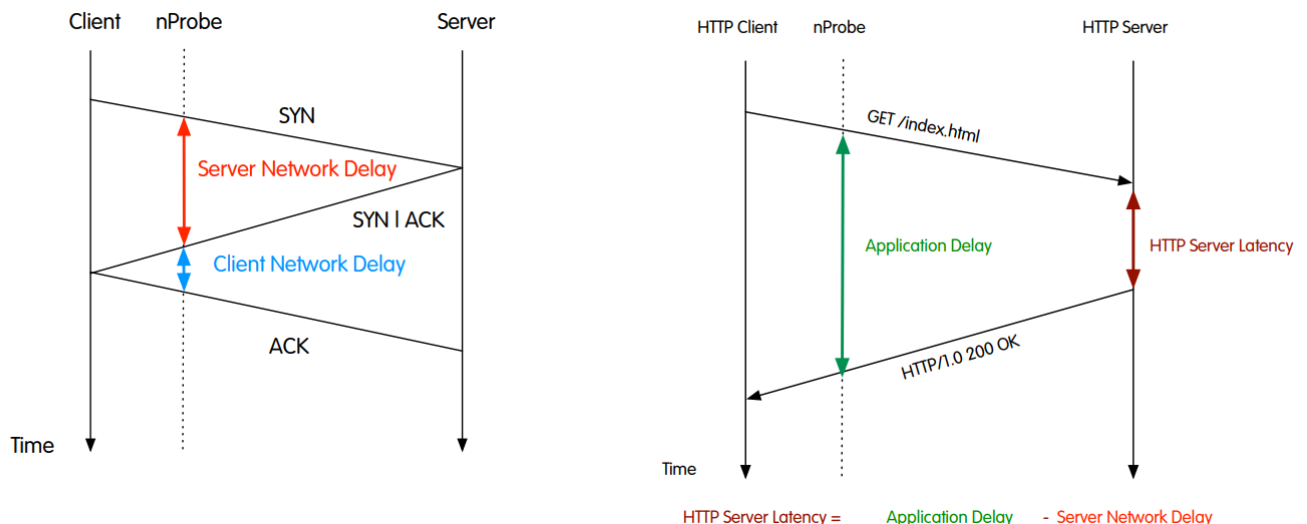 Client nProbe Server
SYN
Server Network Delay
SYN | ACK
Client Network Delay
ACK
Time
HTTP Client nProbe HTTP Server
GET /index.html
Application Delay
HTTP Server Latency
HTTP/1.0 200 OK
Time
HTTP Server Latency = Application Delay - Server Network Delay